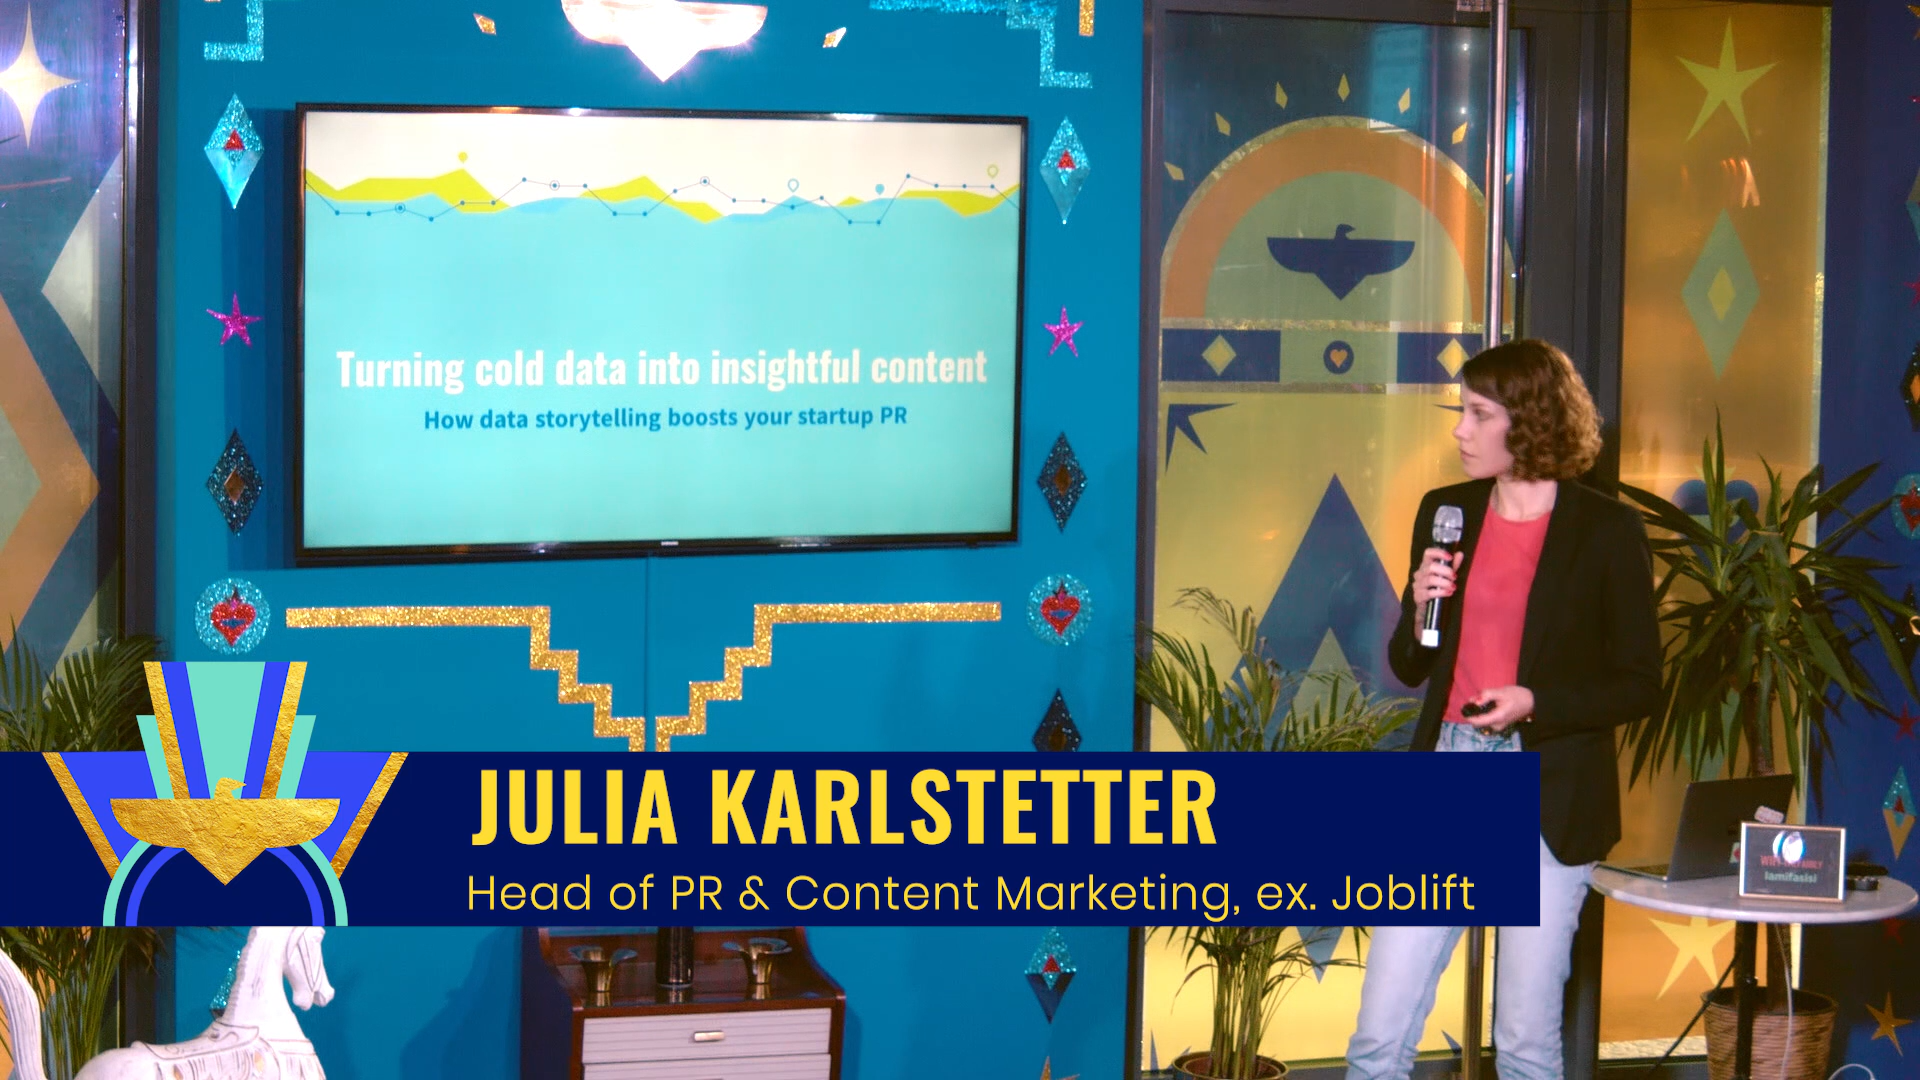 Turning cold data into insightful content
How data storytelling boosts your startup PR
JULIA KARLSTETTER
Head of PR & Content Marketing, ex. Joblift
iamifasisi